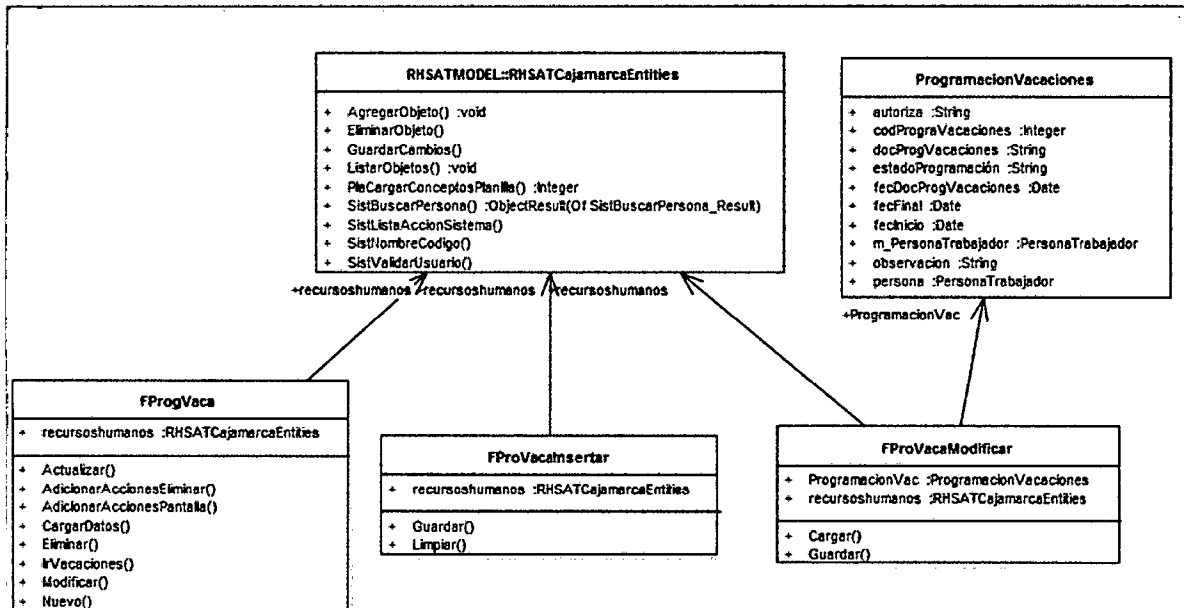 RHSATMODEL::RHSATCajamarcaEntities
+ AgregarObjeto() :void
+ EliminarObjeto()
+ GuardarCambios()
+ ListarObjetos() :void
+ PlaCargarConceptosPlanilla() :Integer
+ SistBuscarPersona() :ObjectResult(Of SistBuscarPersona_Result)
+ SistListaAccionSistema()
+ SistNombreCodigo()
+ SistValidarUsuario()
ProgramacionVacaciones
+ autoriza :String
+ codPrograVacaciones :Integer
+ docProgVacaciones :String
+ estadoProgramación :String
+ fecDocProgVacaciones :Date
+ fecFinal :Date
+ fecInicio :Date
+ m_PersonaTrabajador :PersonaTrabajador
+ observacion :String
+ persona :PersonaTrabajador
+recursoshumanos +recursoshumanos +recursoshumanos
+ProgramacionVac
FProgVaca
+ recursoshumanos :RHSATCajamarcaEntities
+ Actualizar()
+ AdicionarAccionesEliminar()
+ AdicionarAccionesPantalla()
+ CargarDatos()
+ Eliminar()
+ IrVacaciones()
+ Modificar()
+ Nuevo()
FProVacaInsertar
+ recursoshumanos :RHSATCajamarcaEntities
+ Guardar()
+ Limpiar()
FProVacaModificar
+ ProgramacionVac :ProgramacionVacaciones
+ recursoshumanos :RHSATCajamarcaEntities
+ Cargar()
+ Guardar()